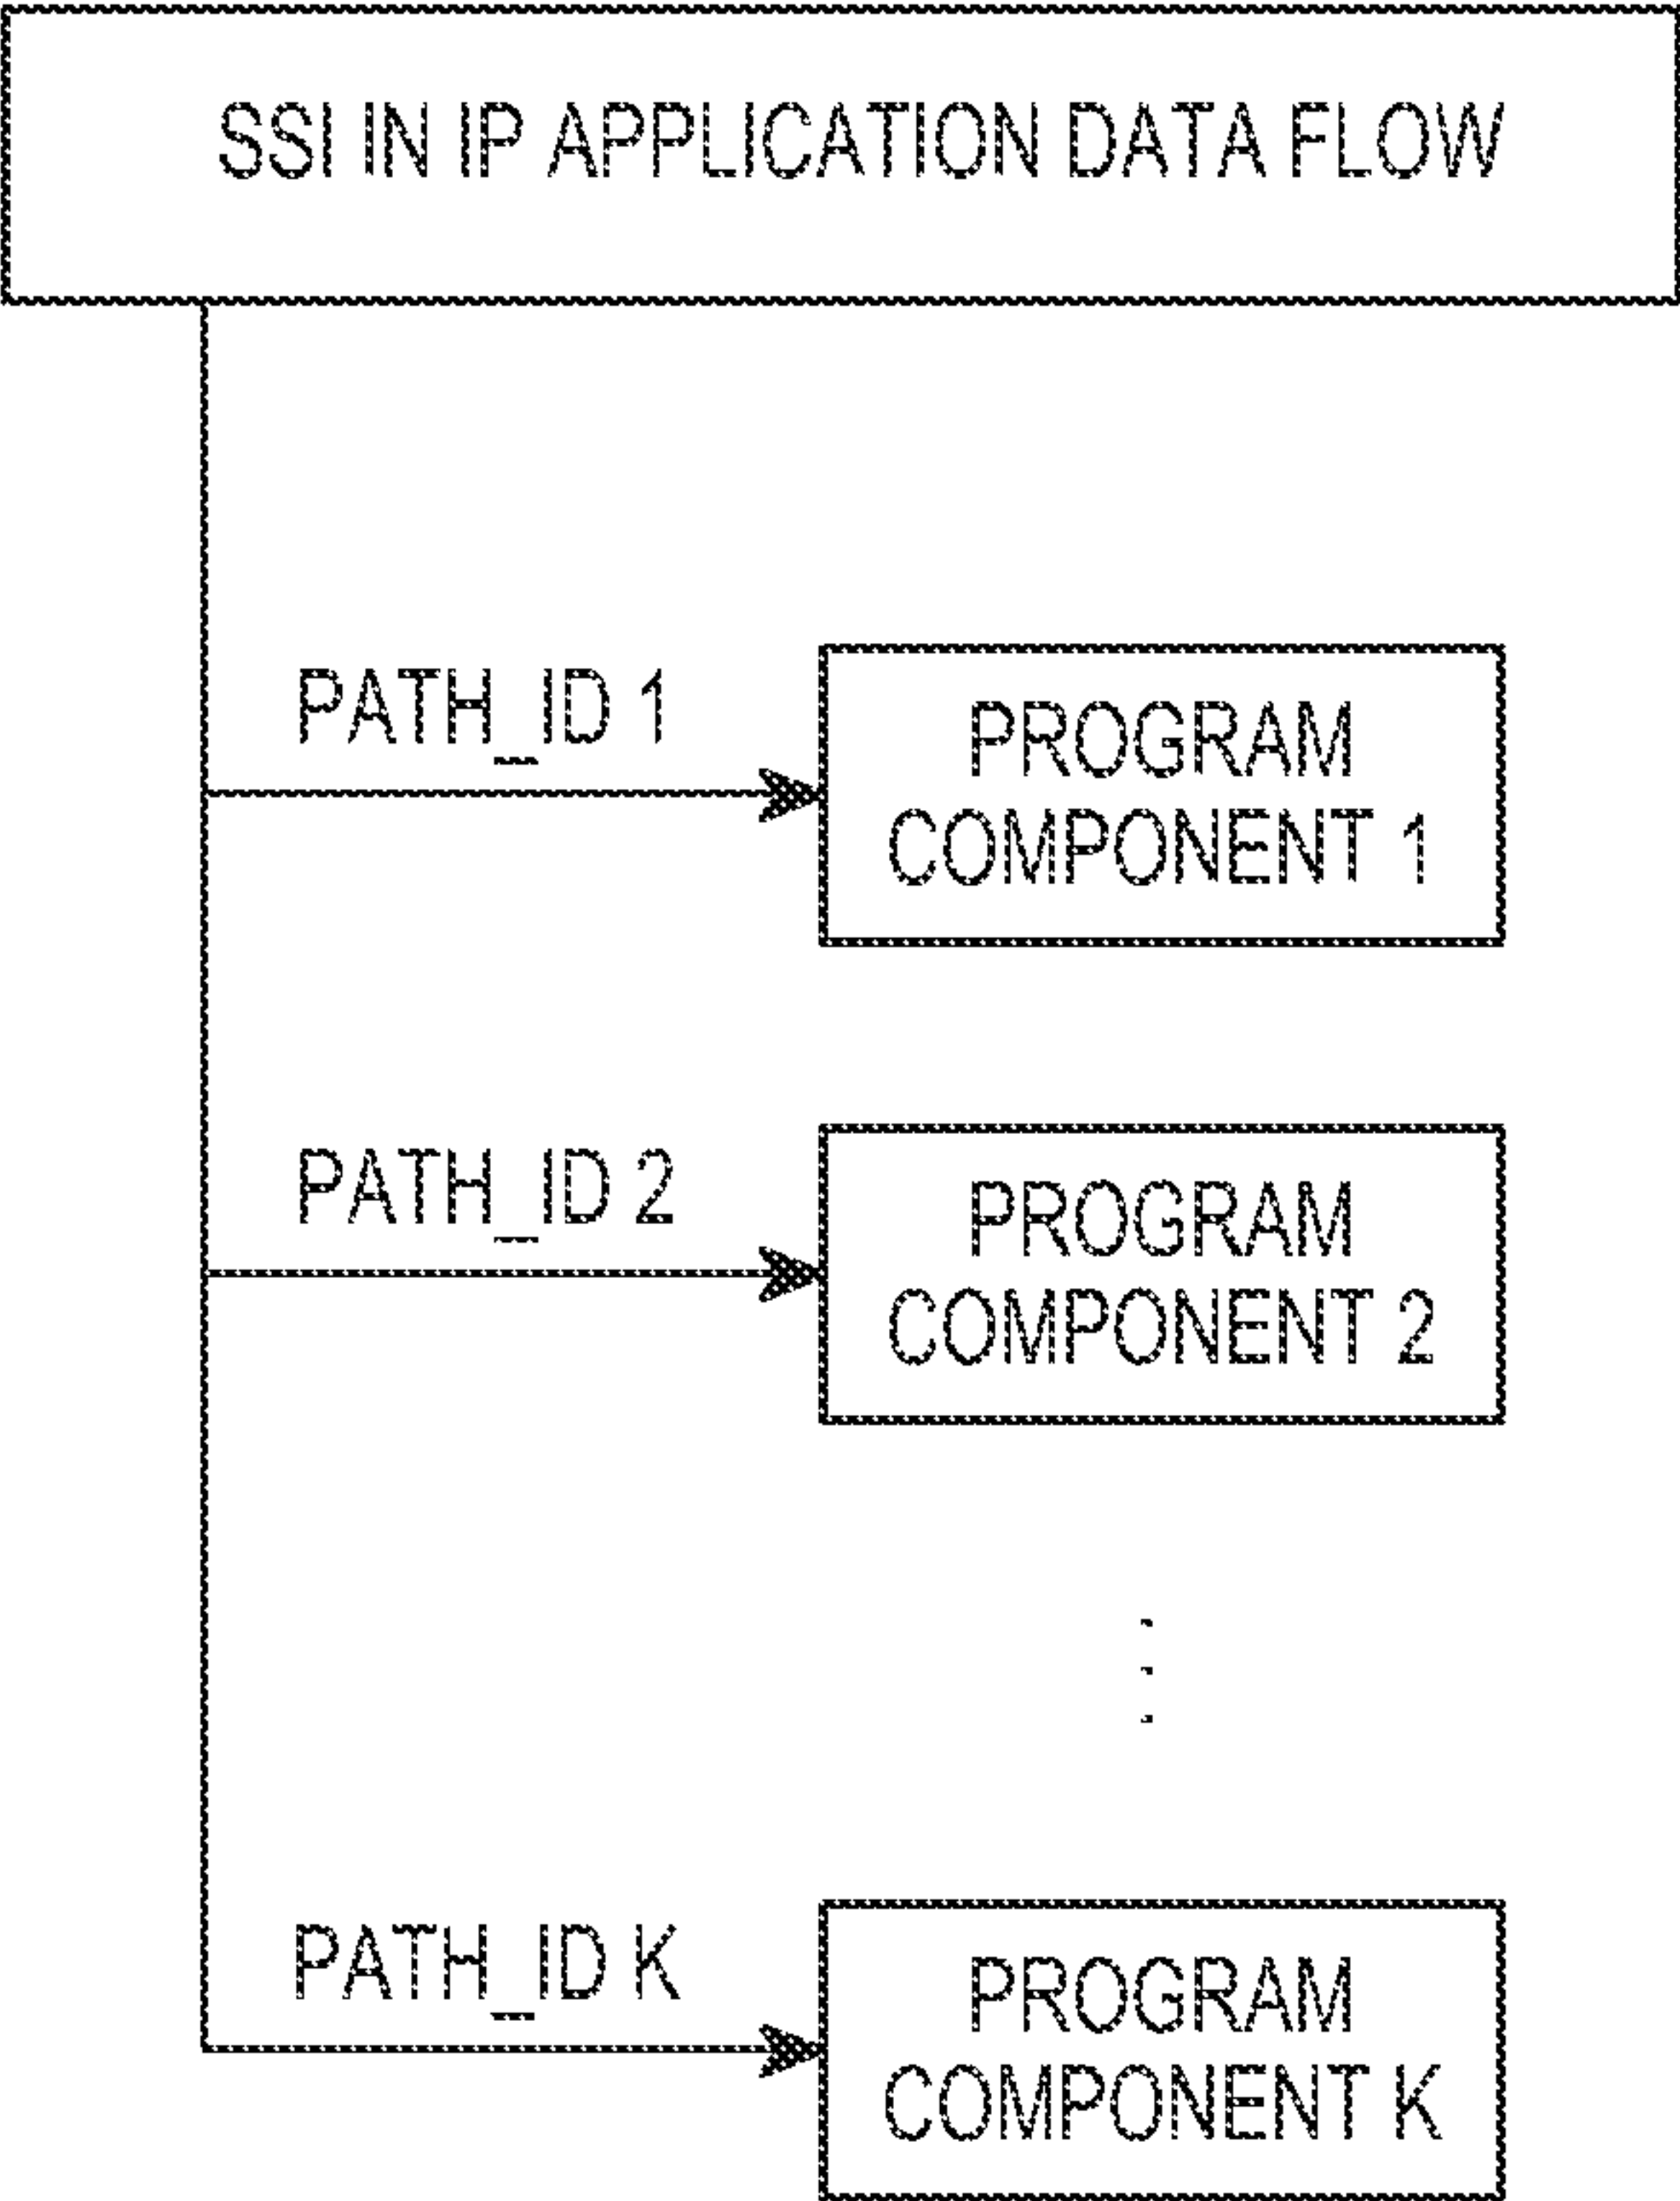 SSI IN IP APPLICATION DATA FLOW
PATH_ID 1
PROGRAM
COMPONENT 1
PATH_ID 2
PROGRAM
COMPONENT 2
PATH_ID K
PROGRAM
COMPONENT K